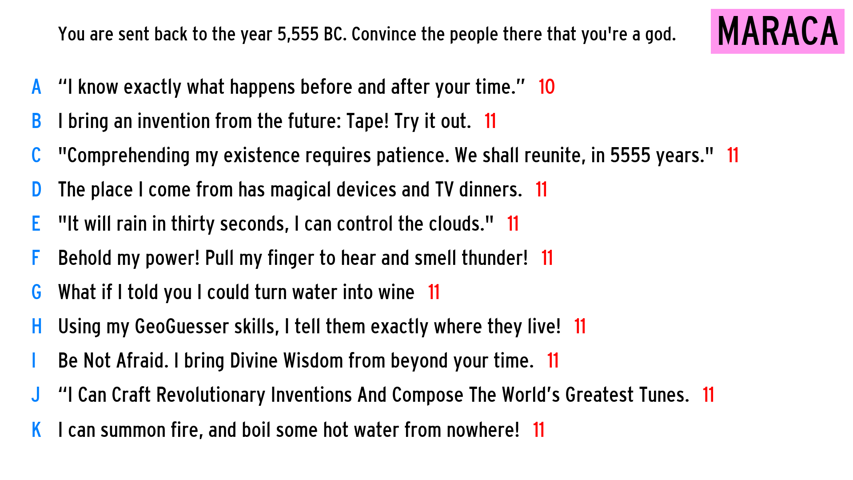 You are sent back to the year 5,555 BC. Convince the people there that you're a god.
MARACA
A “I know exactly what happens before and after your time.” 10
B I bring an invention from the future: Tape! Try it out. 11
C "Comprehending my existence requires patience. We shall reunite, in 5555 years." 11
D The place I come from has magical devices and TV dinners. 11
E "It will rain in thirty seconds, I can control the clouds." 11
F Behold my power! Pull my finger to hear and smell thunder! 11
G What if I told you I could turn water into wine 11
H Using my GeoGuesser skills, I tell them exactly where they live! 11
I Be Not Afraid. I bring Divine Wisdom from beyond your time. 11
J “I Can Craft Revolutionary Inventions And Compose The World’s Greatest Tunes. 11
K I can summon fire, and boil some hot water from nowhere! 11